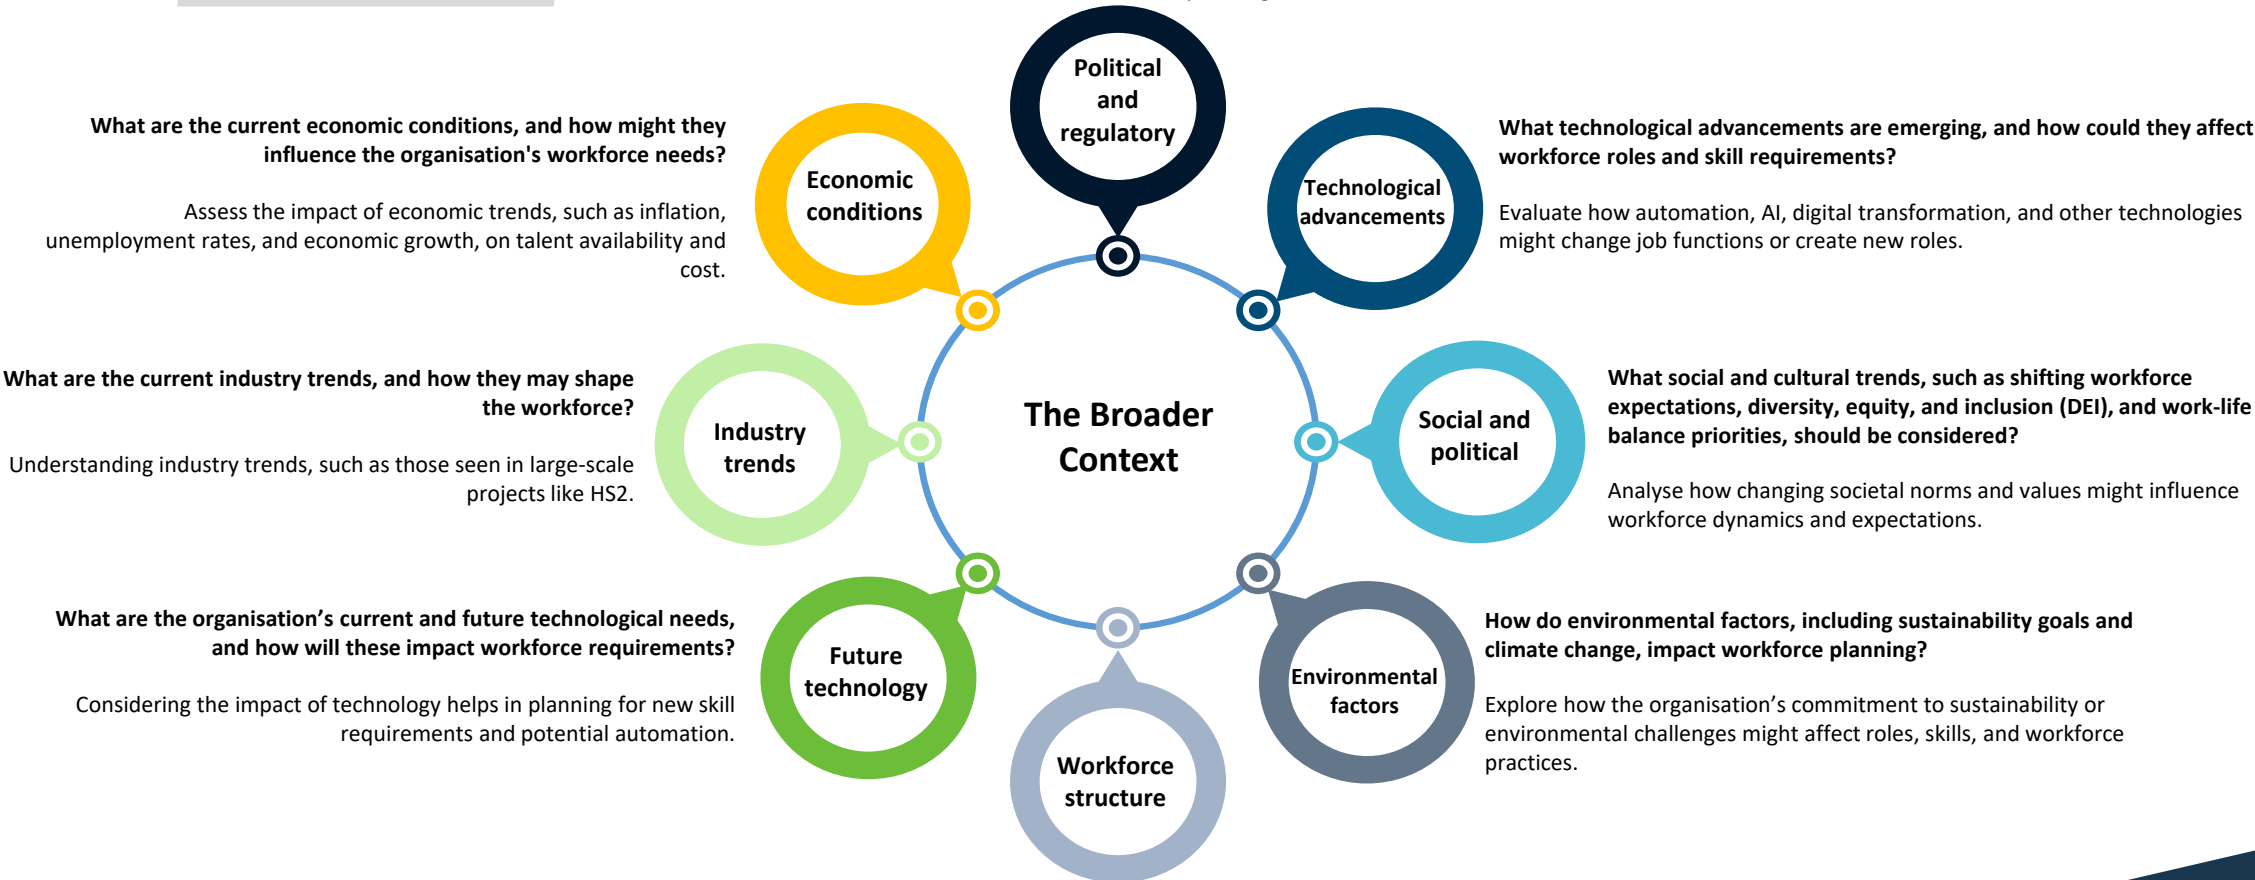 Political
and
regulatory
What are the current economic conditions, and how might they
influence the organisation's workforce needs?
Assess the impact of economic trends, such as inflation,
unemployment rates, and economic growth, on talent availability and
cost.
Economic
conditions
Technological
advancements
What technological advancements are emerging, and how could they affect
workforce roles and skill requirements?
Evaluate how automation, AI, digital transformation, and other technologies
might change job functions or create new roles.
What are the current industry trends, and how they may shape
the workforce?
Understanding industry trends, such as those seen in large-scale
projects like HS2.
Industry
trends
The Broader
Context
Social and
political
What social and cultural trends, such as shifting workforce
expectations, diversity, equity, and inclusion (DEI), and work-life
balance priorities, should be considered?
Analyse how changing societal norms and values might influence
workforce dynamics and expectations.
What are the organisation’s current and future technological needs,
and how will these impact workforce requirements?
Considering the impact of technology helps in planning for new skill
requirements and potential automation.
Future
technology
Workforce
structure
Environmental
factors
How do environmental factors, including sustainability goals and
climate change, impact workforce planning?
Explore how the organisation’s commitment to sustainability or
environmental challenges might affect roles, skills, and workforce
practices.